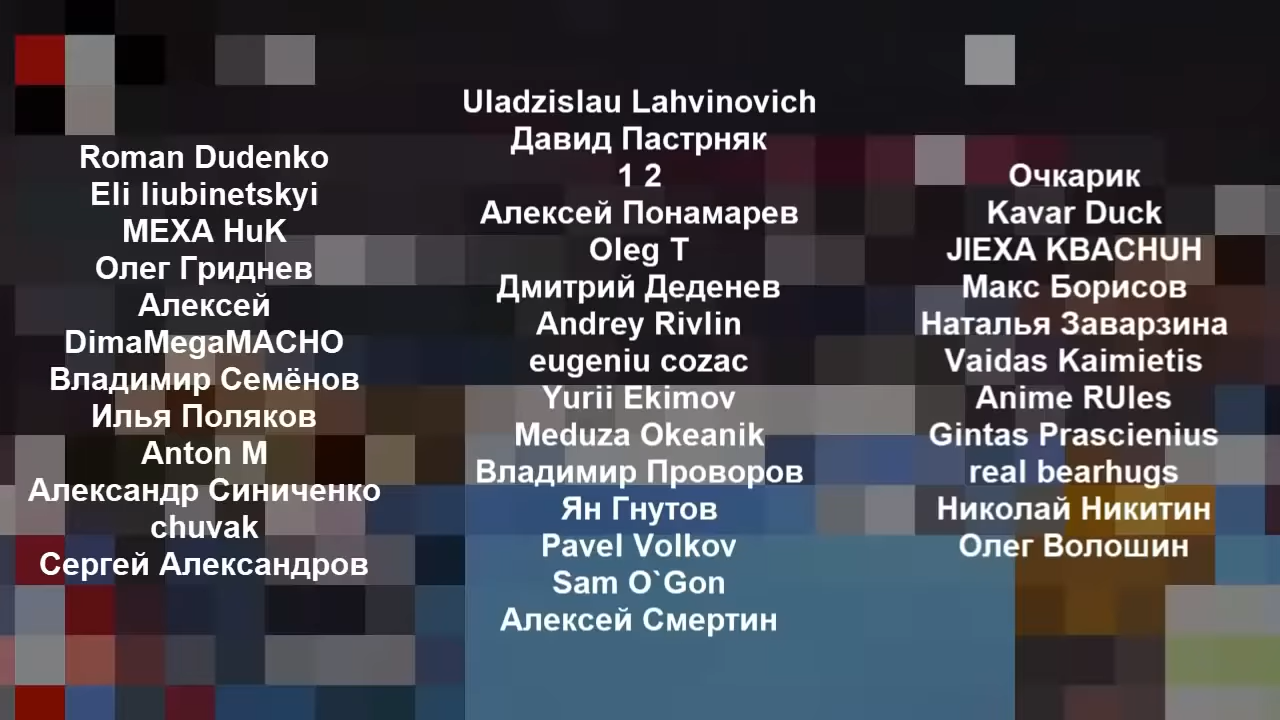 Roman Dudenko
Eli liubinetskyi
MEXA HuK
Олег Гриднев
Алексей
DimaMegaMACHO
Владимир Семёнов
Илья Поляков
Anton M
Александр Синиченко
chuvak
Сергей Александров
Uladzislau Lahvinovich
Давид Пастрняк
1 2
Алексей Понамарев
Oleg T
Дмитрий Деденев
Andrey Rivlin
eugeniu cozac
Yurii Ekimov
Meduza Okeanik
Владимир Проворов
Ян Гнутов
Pavel Volkov
Sam O`Gon
Алексей Смертин
Очкарик
Kavar Duck
JIEXA KBACHUH
Макс Борисов
Наталья Заварзина
Vaidas Kaimietis
Anime RUles
Gintas Prascienius
real bearhugs
Николай Никитин
Олег Волошин